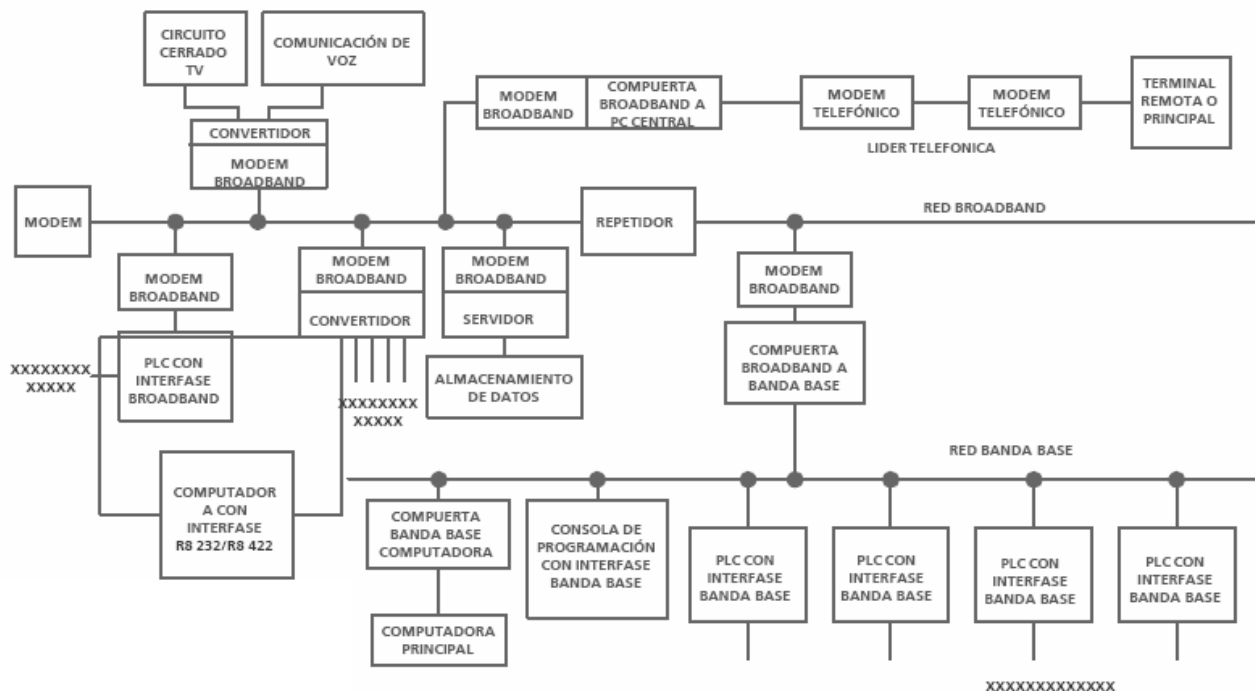 CIRCUITO
CERRADO
TV
COMUNICACIÓN DE
VOZ
CONVERTIDOR
MODEM
BROADBAND
MODEM
BROADBAND
COMPUERTA
BROADBAND A
PC CENTRAL
MODEM
TELEFÓNICO
MODEM
TELEFÓNICO
TERMINAL
REMOTA O
PRINCIPAL
LIDER TELEFONICA
MODEM
REPETIDOR
RED BROADBAND
MODEM
BROADBAND
MODEM
BROADBAND
CONVERTIDOR
MODEM
BROADBAND
SERVIDOR
MODEM
BROADBAND
PLC CON
INTERFASE
BROADBAND
XXXXXXXX
XXXXX
XXXXXXXX
XXXXX
ALMACENAMIENTO
DE DATOS
COMPUERTA
BROADBAND A
BANDA BASE
RED BANDA BASE
COMPUTADOR
A CON
INTERFASE
R8 232/R8 422
COMPUERTA
BANDA BASE
COMPUTADORA
CONSOLA DE
PROGRAMACIÓN
CON INTERFASE
BANDA BASE
PLC CON
INTERFASE
BANDA BASE
PLC CON
INTERFASE
BANDA BASE
PLC CON
INTERFASE
BANDA BASE
PLC CON
INTERFASE
BANDA BASE
COMPUTADORA
PRINCIPAL
XXXXXXXXXXXXX